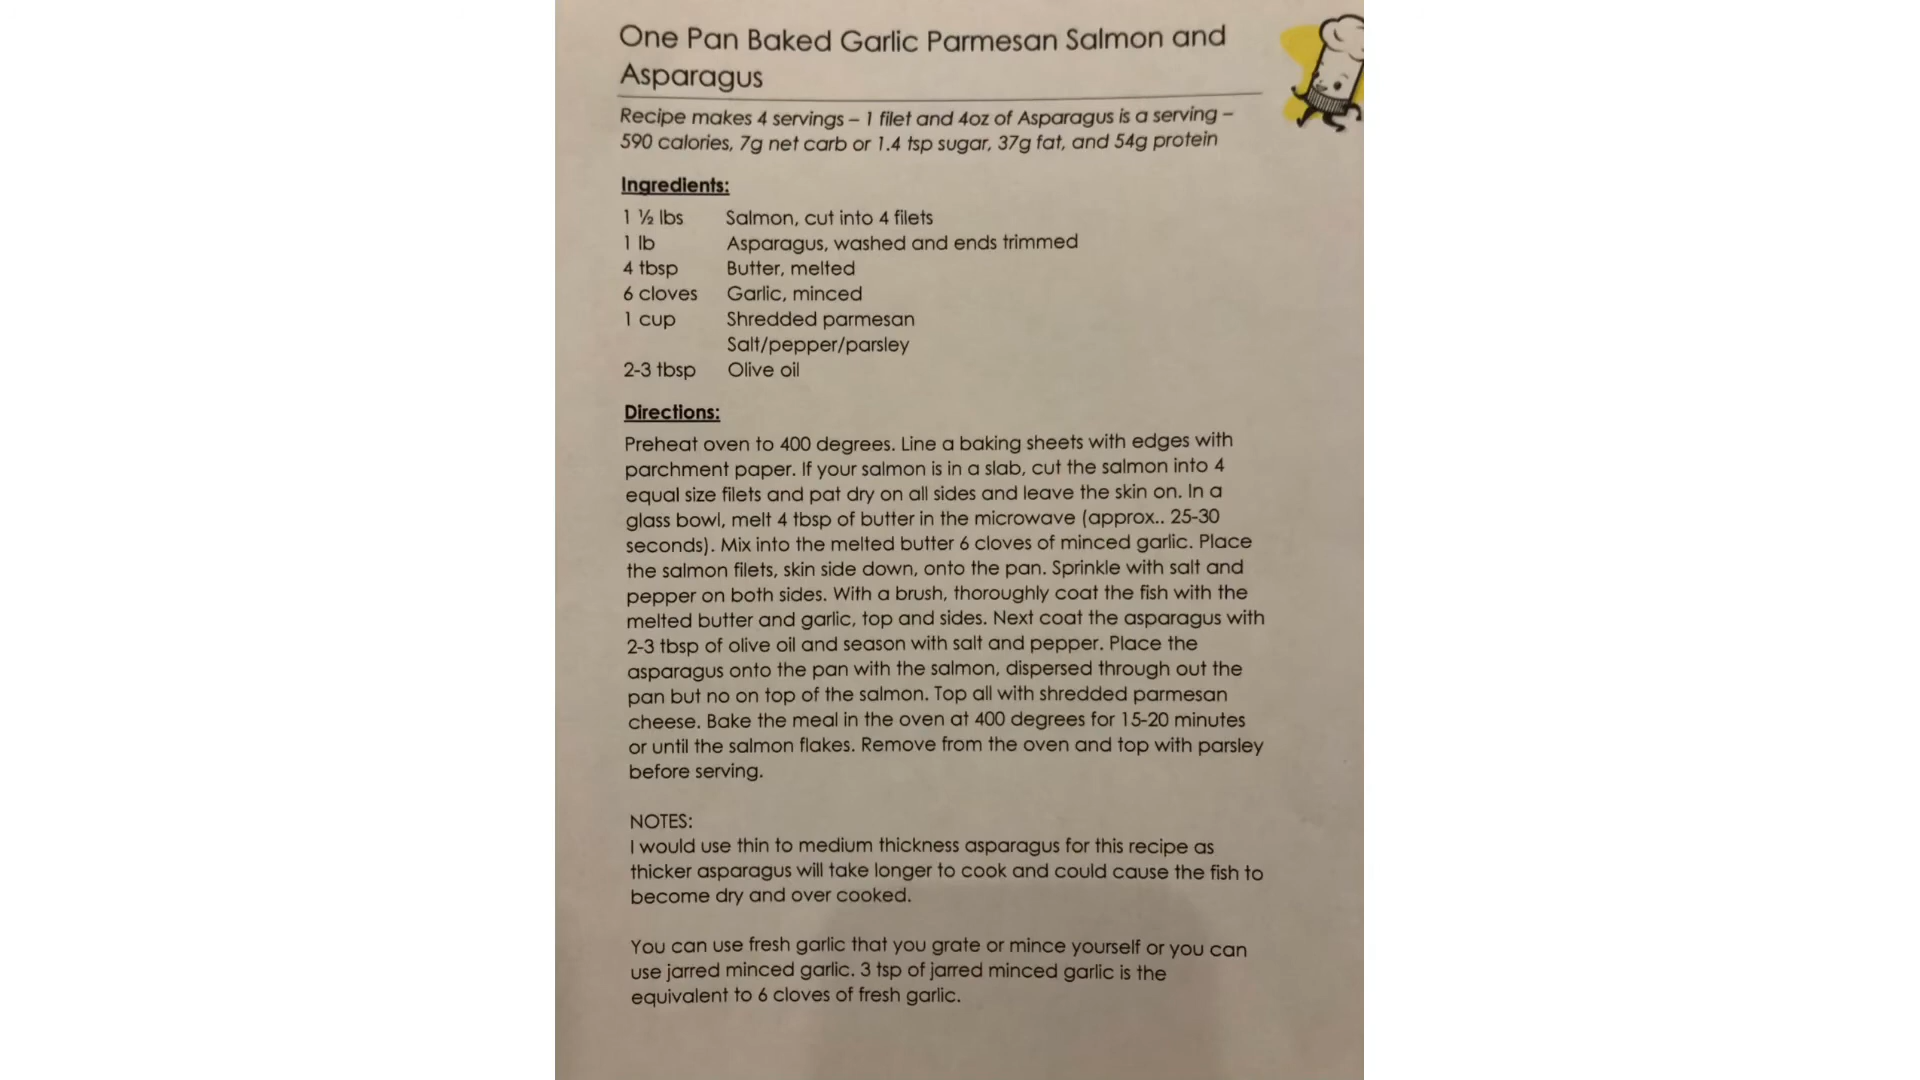 One Pan Baked Garlic Parmesan Salmon and
Asparagus
Recipe makes 4 servings – 1 filet and 4oz of Asparagus is a serving –
590 calories, 7g net carb or 1.4 tsp sugar, 37g fat, and 54g protein
Ingredients:
1 ½ lbs Salmon, cut into 4 filets
1 lb Asparagus, washed and ends trimmed
4 tbsp Butter, melted
6 cloves Garlic, minced
1 cup Shredded parmesan
Salt/pepper/parsley
2-3 tbsp Olive oil
Directions:
Preheat oven to 400 degrees. Line a baking sheets with edges with
parchment paper. If your salmon is in a slab, cut the salmon into 4
equal size filets and pat dry on all sides and leave the skin on. In a
glass bowl, melt 4 tbsp of butter in the microwave (approx.. 25-30
seconds). Mix into the melted butter 6 cloves of minced garlic. Place
the salmon filets, skin side down, onto the pan. Sprinkle with salt and
pepper on both sides. With a brush, thoroughly coat the fish with the
melted butter and garlic, top and sides. Next coat the asparagus with
2-3 tbsp of olive oil and season with salt and pepper. Place the
asparagus onto the pan with the salmon, dispersed through out the
pan but no on top of the salmon. Top all with shredded parmesan
cheese. Bake the meal in the oven at 400 degrees for 15-20 minutes
or until the salmon flakes. Remove from the oven and top with parsley
before serving.
NOTES:
I would use thin to medium thickness asparagus for this recipe as
thicker asparagus will take longer to cook and could cause the fish to
become dry and over cooked.
You can use fresh garlic that you grate or mince yourself or you can
use jarred minced garlic. 3 tsp of jarred minced garlic is the
equivalent to 6 cloves of fresh garlic.